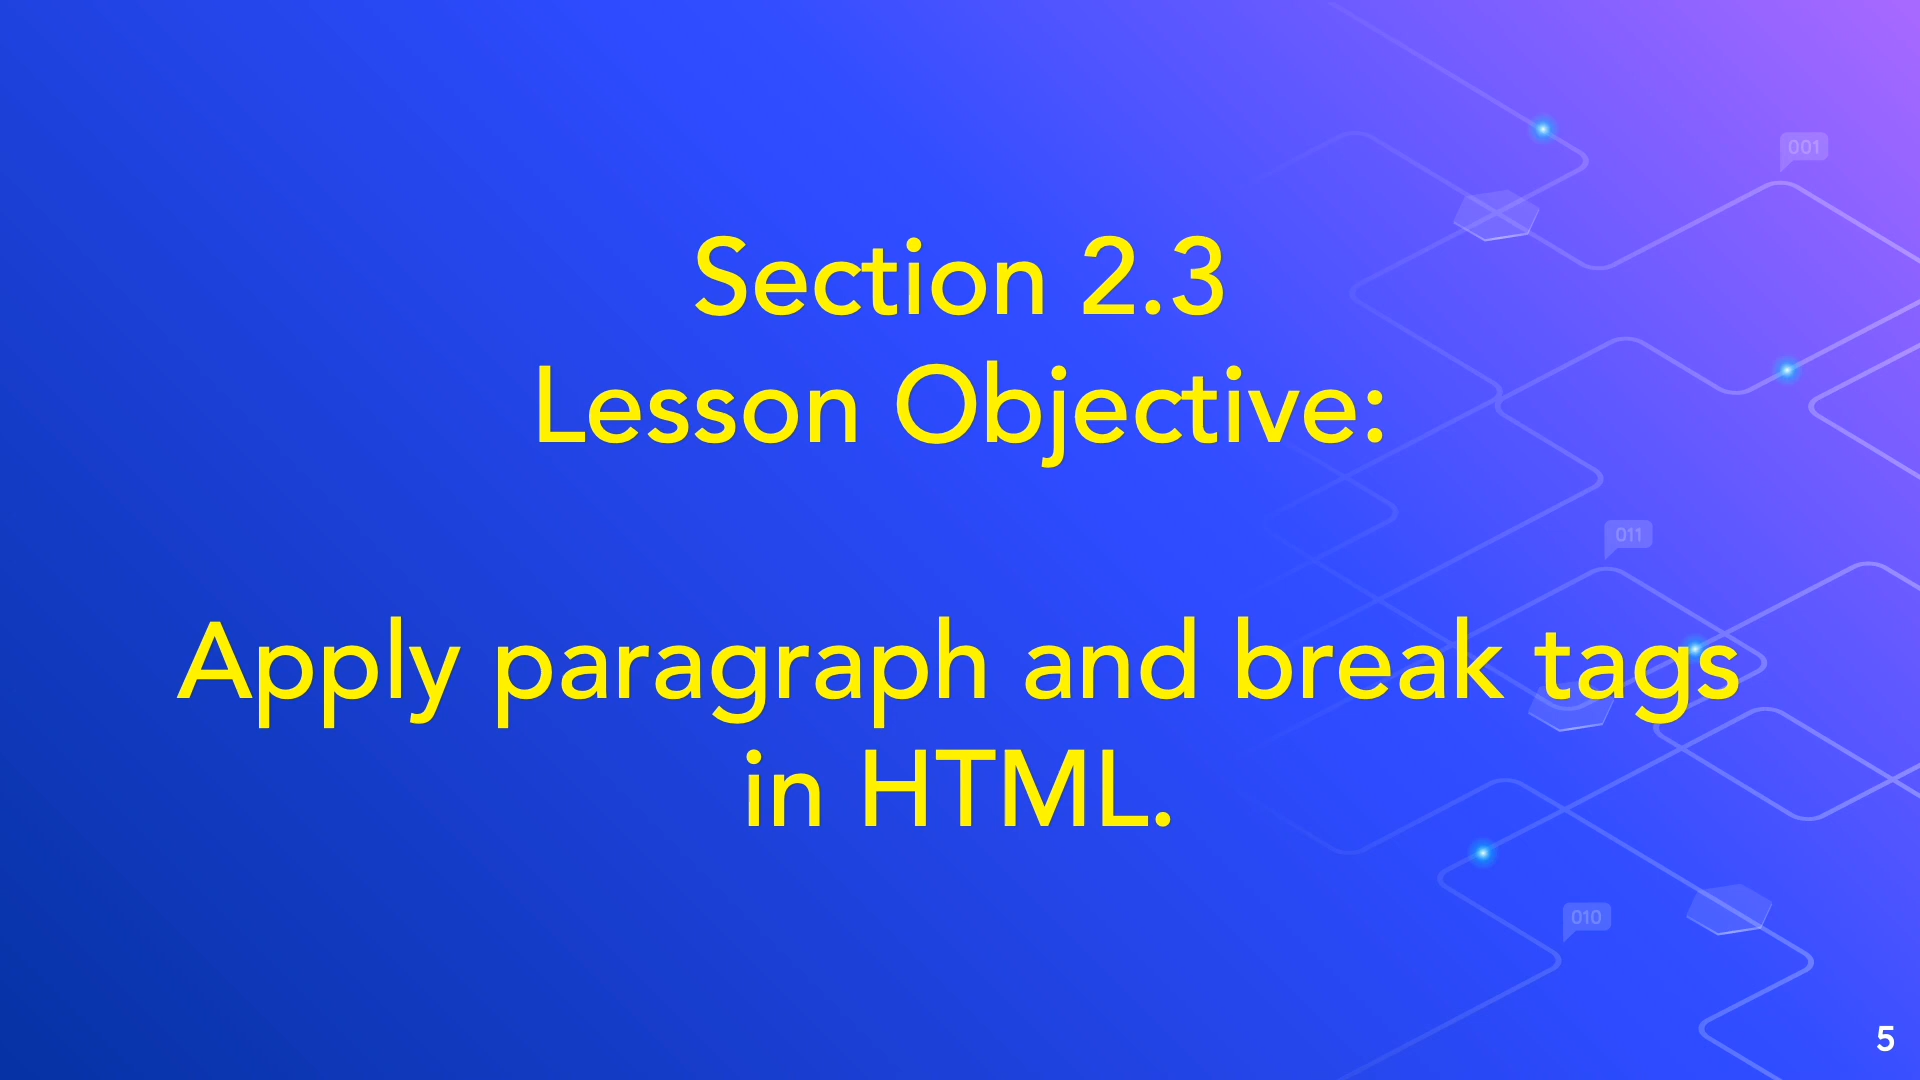 001
Section 2.3
Lesson Objective:
011
Apply paragraph and break tags
in HTML.
010
5